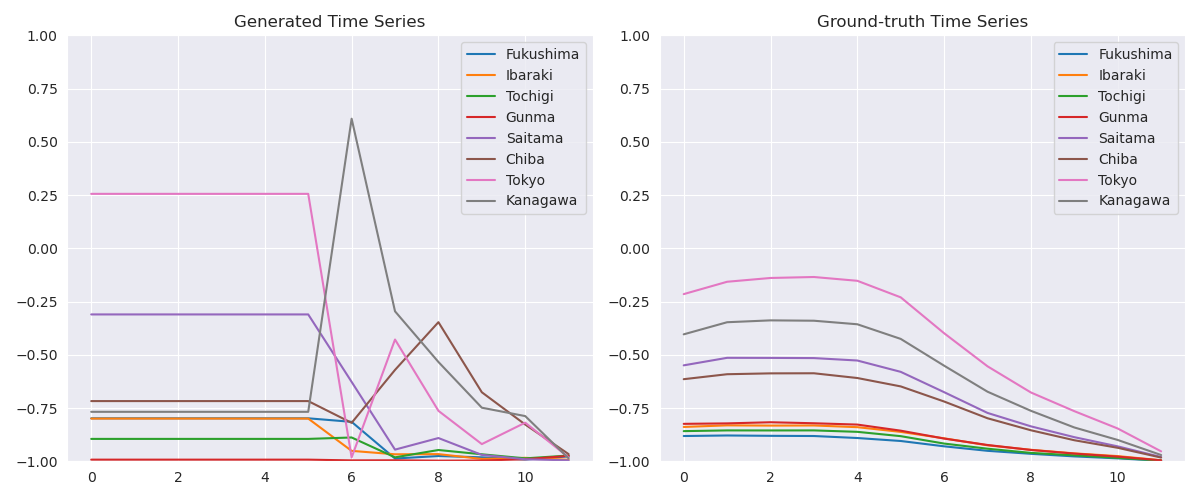 Generated Time Series
1.00
0.75
0.50
0.25
0.00
−0.25
−0.50
−0.75
−1.00
0 2 4 6 8 10
Fukushima
Ibaraki
Tochigi
Gunma
Saitama
Chiba
Tokyo
Kanagawa
Ground-truth Time Series
1.00
0.75
0.50
0.25
0.00
−0.25
−0.50
−0.75
−1.00
0 2 4 6 8 10
Fukushima
Ibaraki
Tochigi
Gunma
Saitama
Chiba
Tokyo
Kanagawa